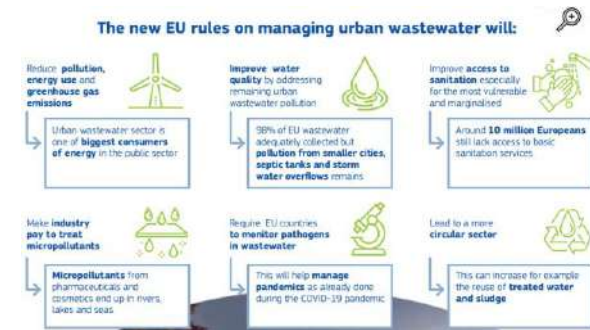 The new EU rules on managing urban wastewater will:
Reduce pollution,
energy use and
greenhouse gas
emissions
Urban wastewater sector is
one of biggest consumers
of energy in the public sector
Improve water
quality by addressing
remaining urban
wastewater pollution
98% of EU wastewater
adequately collected but
pollution from smaller cities,
septic tanks and storm
water overflows remains
Improve access to
sanitation especially
for the most vulnerable
and marginalised
Around 10 million Europeans
still lack access to basic
sanitation services
Make industry
pay to treat
micropollutants
Micropollutants from
pharmaceuticals and
cosmetics end up in rivers,
lakes and seas
Require EU countries
to monitor pathogens
in wastewater
This will help manage
pandemics as already done
during the COVID-19 pandemic
Lead to a more
circular sector
This can increase for example
the reuse of treated water
and sludge